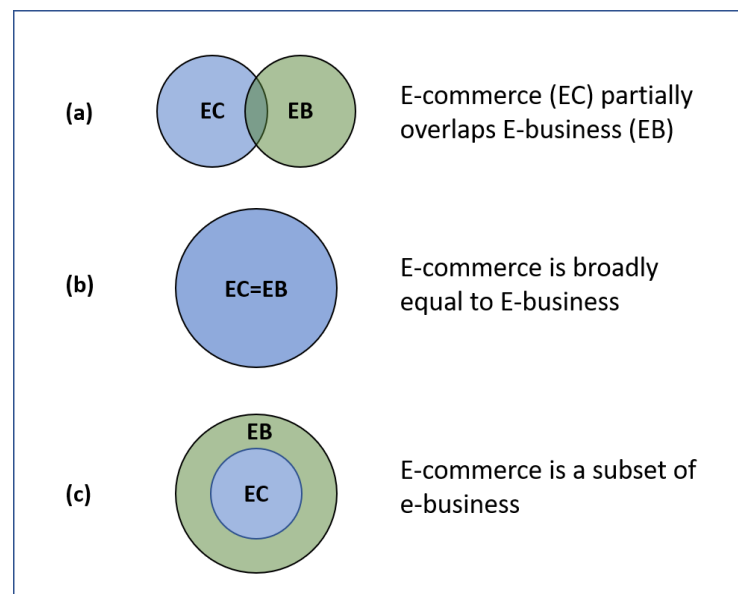 (a)
EC
EB
E-commerce (EC) partially
overlaps E-business (EB)
(b)
EC=EB
E-commerce is broadly
equal to E-business
(c)
EB
EC
E-commerce is a subset of
e-business